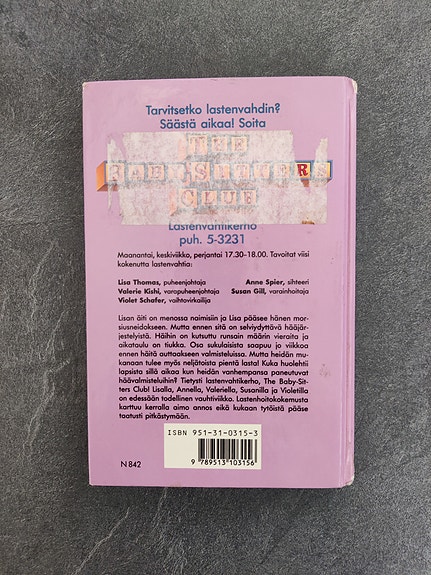 Tarvitsetko lastenvahdin?
Säästä aikaa! Soita
THE
BABY-SITTERS
CLUB
Lastenvahtikerho
puh. 5-3231
Maanantai, keskiviikko, perjantai 17.30–18.00. Tavoitat viisi
kokenutta lastenvahtia:
Lisa Thomas, puheenjohtaja Anne Spier, sihteeri
Valerie Kishi, varapuheenjohtaja Susan Gill, varainhoitaja
Violet Schafer, vaihtovirkailija
Lisan äiti on menossa naimisiin ja Lisa pääsee hänen mor-
siusneidokseen. Mutta ennen sitä on selviydyttävä hääjär-
jestelyistä. Häihin on kutsuttu runsain määrin vieraita ja
aikataulu on tiukka. Osa sukulaisista saapuu jo viikkoa
ennen häitä auttaakseen valmisteluissa. Mutta heidän mu-
kanaan tulee myös neljätoista pientä lasta! Kuka huolehtii
lapsista sillä aikaa kun heidän vanhempansa paneutuvat
häävalmisteluihin? Tietysti lastenvahtikerho, The Baby-Sit-
ters Club! Lisalla, Annella, Valeriella, Susanilla ja Violetilla
on edessään todellinen vauhtiviikko. Lastenhoitokokemusta
karttuu kerralla aimo annos eikä kukaan tytöistä pääse
taatusti pitkästymään.
ISBN 951-31-0315-3
9 789513 103156
N 842